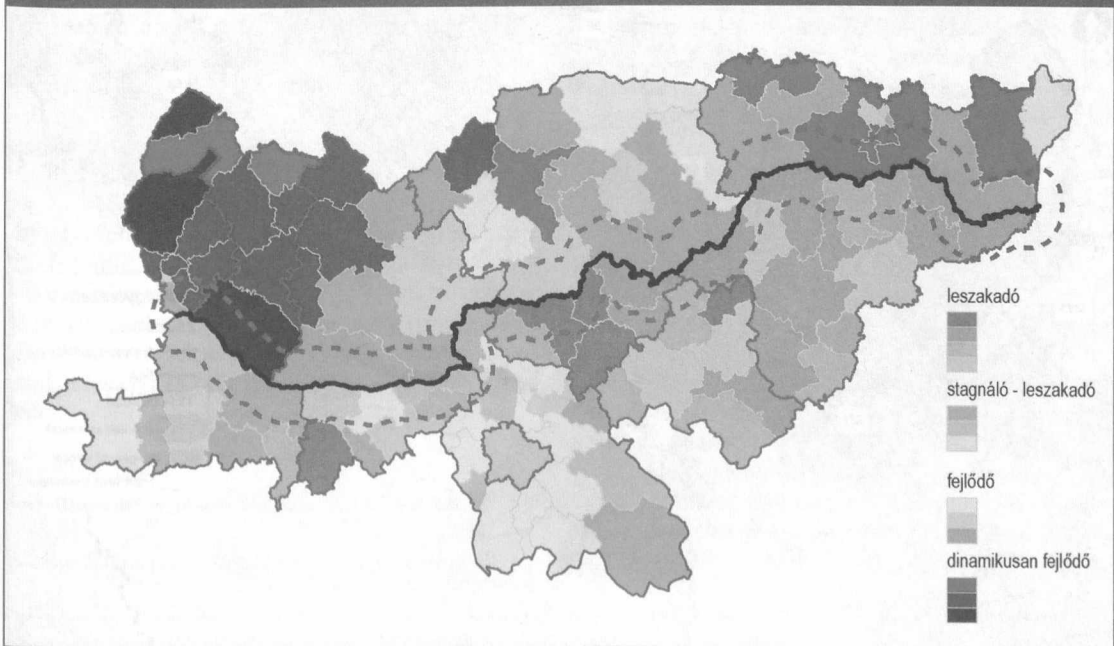 leszakadó
stagnáló - leszakadó
fejlődő
dinamikusan fejlődő